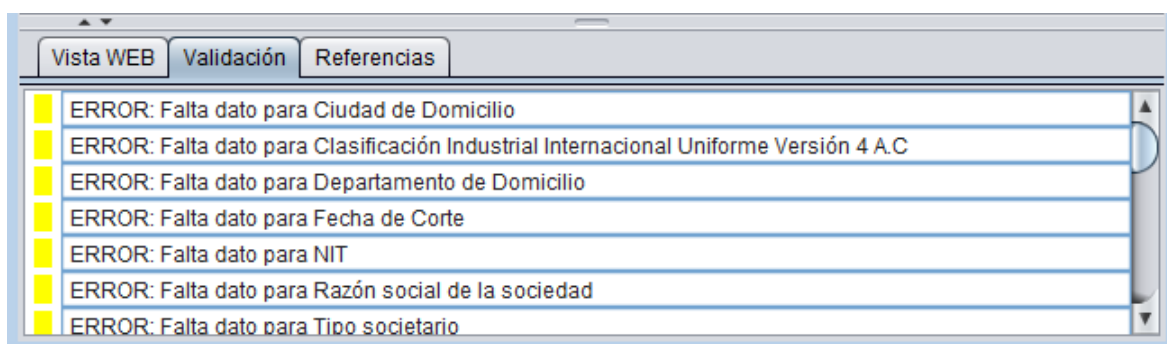 Vista WEB Validación Referencias
ERROR: Falta dato para Ciudad de Domicilio
ERROR: Falta dato para Clasificación Industrial Internacional Uniforme Versión 4 A.C
ERROR: Falta dato para Departamento de Domicilio
ERROR: Falta dato para Fecha de Corte
ERROR: Falta dato para NIT
ERROR: Falta dato para Razón social de la sociedad
ERROR: Falta dato para Tipo societario